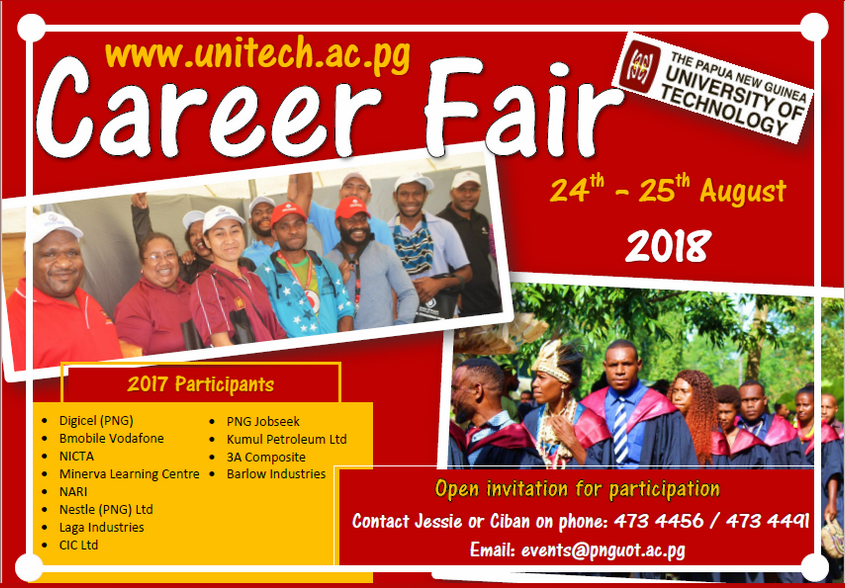 www.unitech.ac.pg
Career Fair
THE PAPUA NEW GUINEA
UNIVERSITY OF
TECHNOLOGY
24th - 25th August
2018
2017 Participants
• Digicel (PNG)
• Bmobile Vodafone
• NICTA
• Minerva Learning Centre
• NARI
• Nestle (PNG) Ltd
• Laga Industries
• CIC Ltd
• PNG Jobseek
• Kumul Petroleum Ltd
• 3A Composite
• Barlow Industries
Open invitation for participation
Contact Jessie or Ciban on phone: 473 4456 / 473 4491
Email: events@pnguot.ac.pg